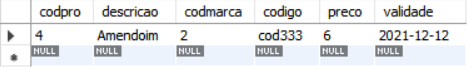 codpro descricao codmarca codigo preco validade
4 Amendoim 2 cod333 6 2021-12-12
NULL NULL NULL NULL NULL NULL